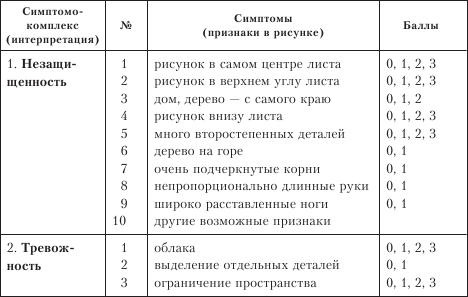 Симптомо-
комплекс
(интерпретация)
№
Симптомы
(признаки в рисунке)
Баллы
1. Незащи-
щенность
1 рисунок в самом центре листа 0, 1, 2, 3
2 рисунок в верхнем углу листа 0, 1, 2, 3
3 дом, дерево — с самого краю 0, 1, 2
4 рисунок внизу листа 0, 1, 2, 3
5 много второстепенных деталей 0, 1, 2, 3
6 дерево на горе 0, 1
7 очень подчеркнутые корни 0, 1
8 непропорционально длинные руки 0, 1
9 широко расставленные ноги 0, 1
10 другие возможные признаки
2. Тревож-
ность
1 облака 0, 1, 2, 3
2 выделение отдельных деталей 0, 1
3 ограничение пространства 0, 1, 2, 3